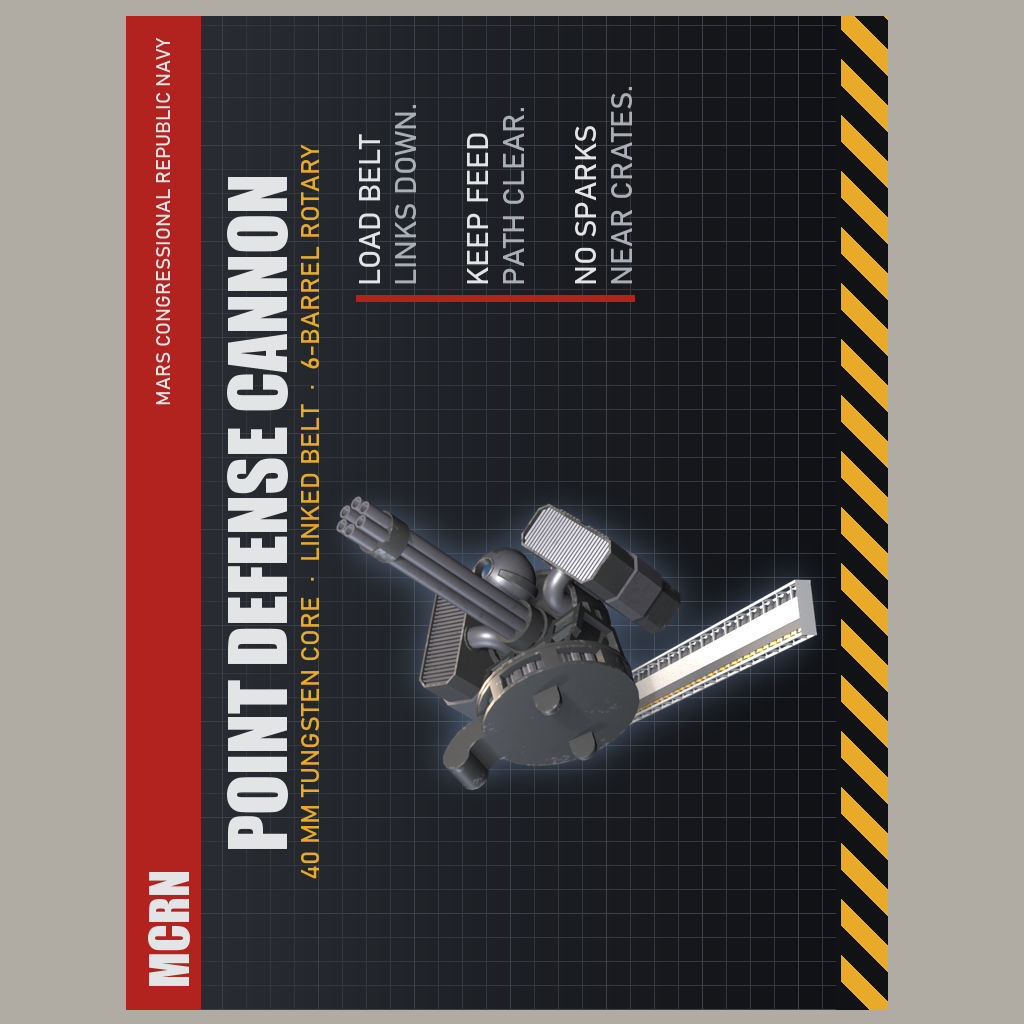 MCRN
MARS CONGRESSIONAL REPUBLIC NAVY
POINT DEFENSE CANNON
40 MM TUNGSTEN CORE · LINKED BELT · 6-BARREL ROTARY
LOAD BELT
LINKS DOWN.
KEEP FEED
PATH CLEAR.
NO SPARKS
NEAR CRATES.